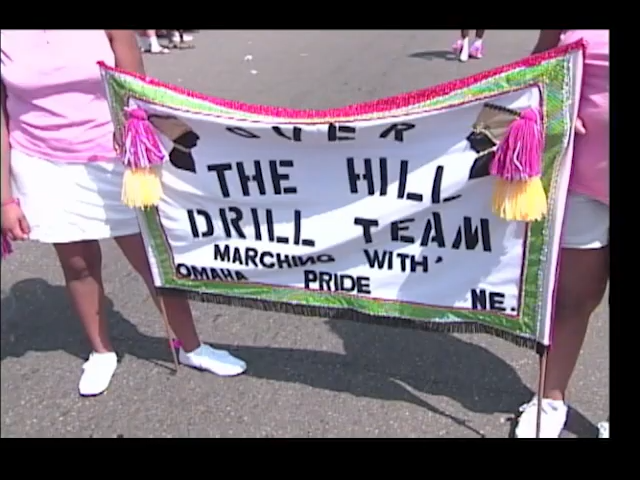 OVER
THE HILL
DRILL TEAM
MARCHING WITH
OMAHA PRIDE NE.